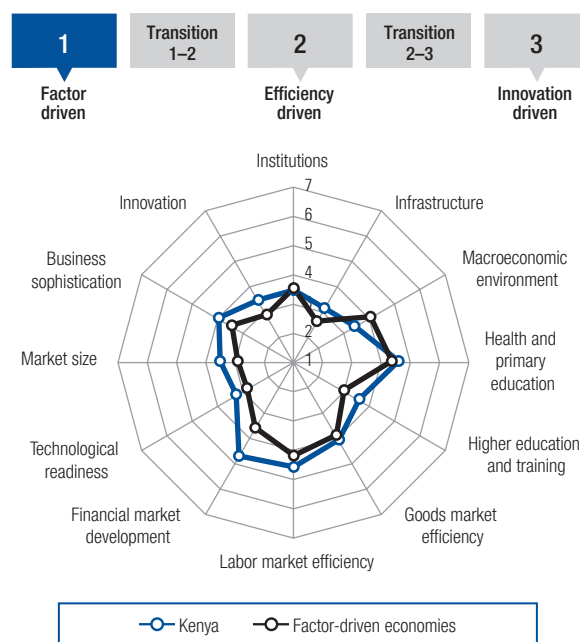 1
Transition
1–2
2
Transition
2–3
3
Factor
driven
Efficiency
driven
Innovation
driven
Institutions
7
Innovation
Infrastructure
6
5
Business
sophistication
Macroeconomic
environment
4
Market size
2
1
Health and
primary
education
Technological
readiness
Higher education
and training
Financial market
development
Goods market
efficiency
Labor market efficiency
Kenya
Factor-driven economies